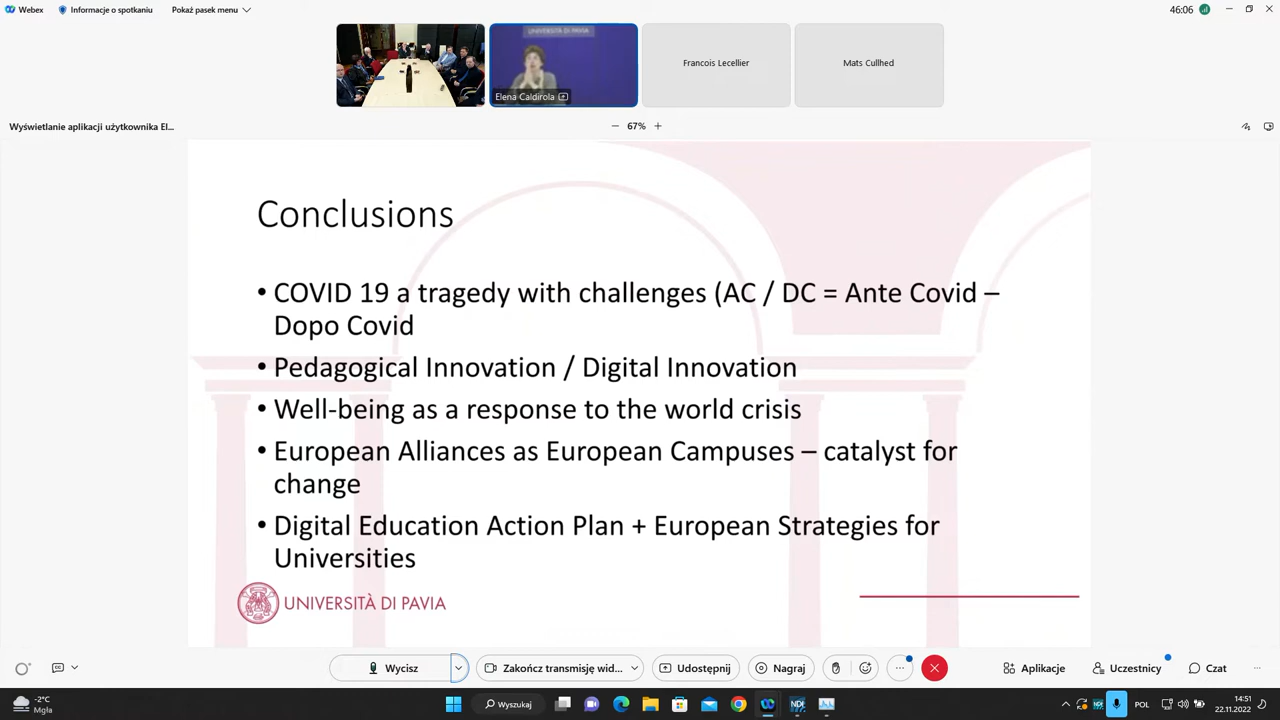 Webex
Informacje o spotkaniu
Pokaż pasek menu
46:06
UNIVERSITÀ DI PAVIA
Elena Caldirola
Francois Lecellier
Mats Cullhed
Wyświetlanie aplikacji użytkownika El...
67%
Conclusions
• COVID 19 a tragedy with challenges (AC / DC = Ante Covid –
Dopo Covid
• Pedagogical Innovation / Digital Innovation
• Well-being as a response to the world crisis
• European Alliances as European Campuses – catalyst for
change
• Digital Education Action Plan + European Strategies for
Universities
UNIVERSITÀ DI PAVIA
Wycisz
Zakończ transmisję wid...
Udostępnij
Nagraj
Aplikacje
Uczestnicy
Czat
-2°C
Mgła
Wyszukaj
NDI
POL
14:51
22.11.2022